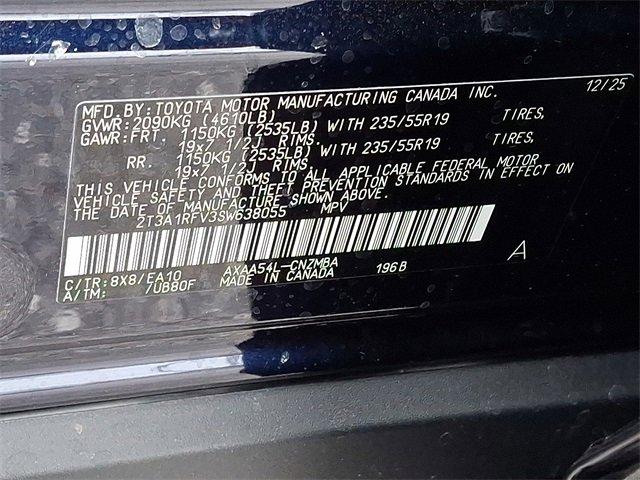 MFD.BY:TOYOTA MOTOR MANUFACTURING CANADA INC. 12/25
GVWR:2090KG (4610LB)
GAWR:FRT. 1150KG (2535LB) WITH 235/55R19 TIRES,
19x7 1/2J RIMS.
RR. 1150KG (2535LB) WITH 235/55R19 TIRES,
19x7 1/2J RIMS.
THIS VEHICLE CONFORMS TO ALL APPLICABLE FEDERAL MOTOR
VEHICLE SAFETY AND THEFT PREVENTION STANDARDS IN EFFECT ON
THE DATE OF MANUFACTURE SHOWN ABOVE.
2T3A1RFV3SW638055 MPV
A
C/TR:8X8/EA10 AXAA54L-CNZMBA 196B
A/TM: /UB80F MADE IN CANADA